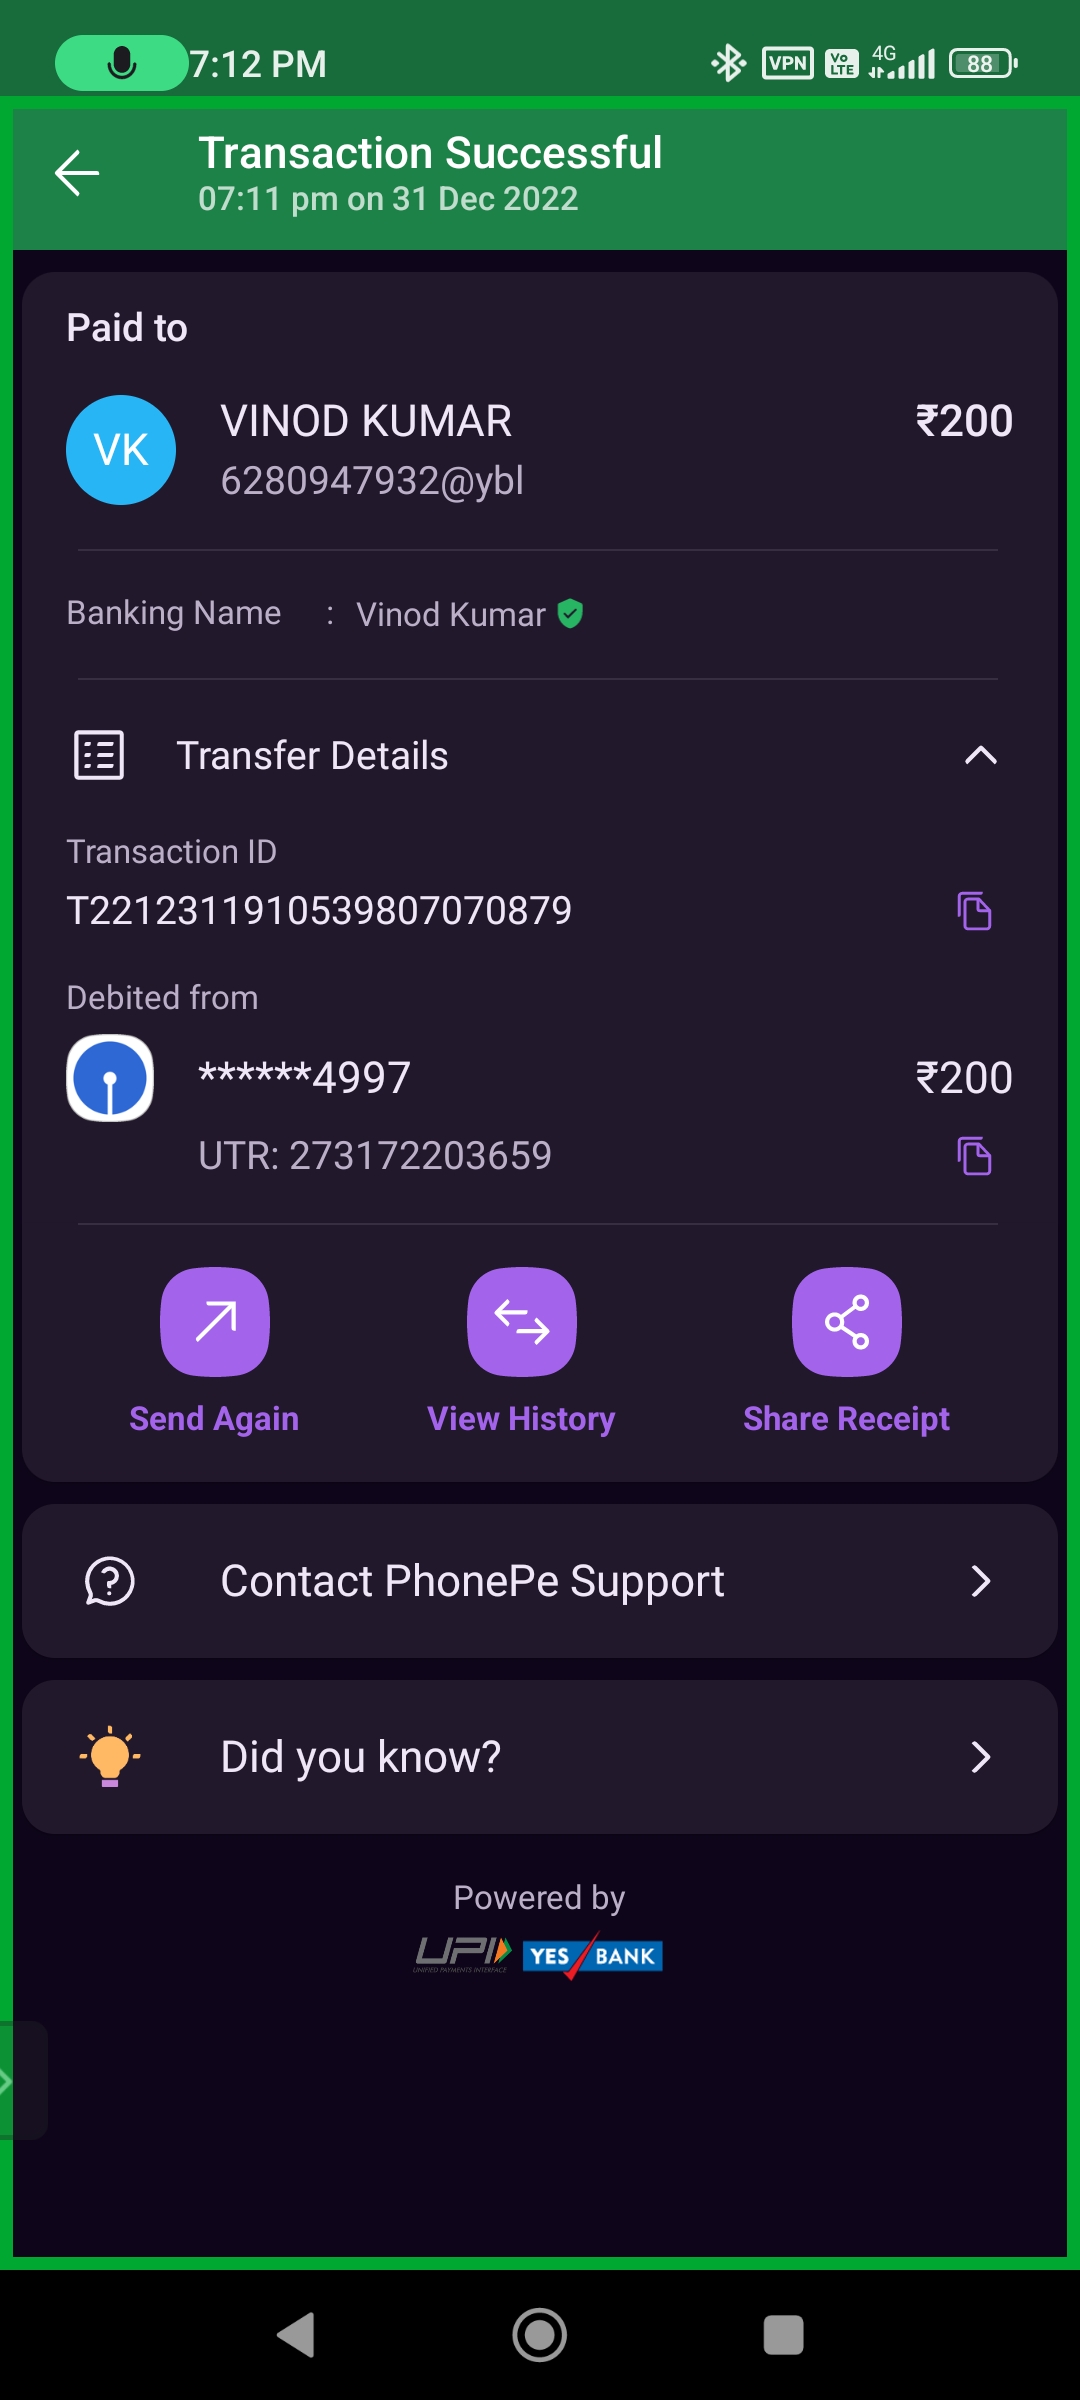 7:12 PM
VPN
Vo LTE
4G
88
Transaction Successful
07:11 pm on 31 Dec 2022
Paid to
VK
VINOD KUMAR
₹200
6280947932@ybl
Banking Name : Vinod Kumar
Transfer Details
Transaction ID
T2212311910539807070879
Debited from
******4997
₹200
UTR: 273172203659
Send Again
View History
Share Receipt
Contact PhonePe Support
Did you know?
Powered by
UPI
UNIFIED PAYMENTS INTERFACE
YES BANK